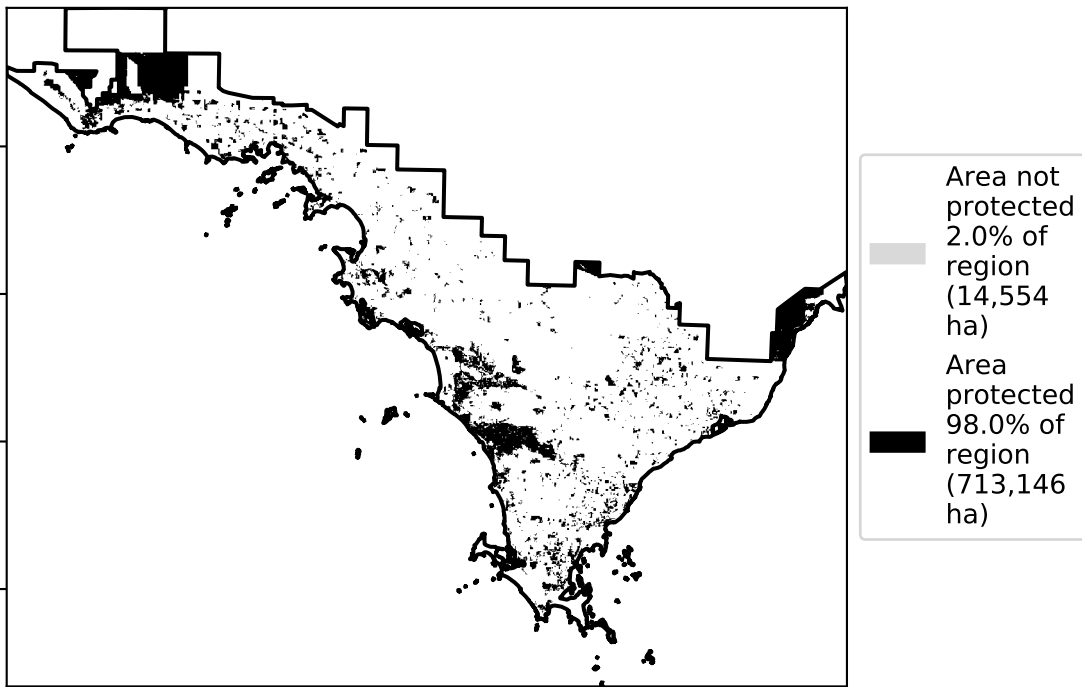 Area not
protected
2.0% of
region
(14,554
ha)
Area
protected
98.0% of
region
(713,146
ha)